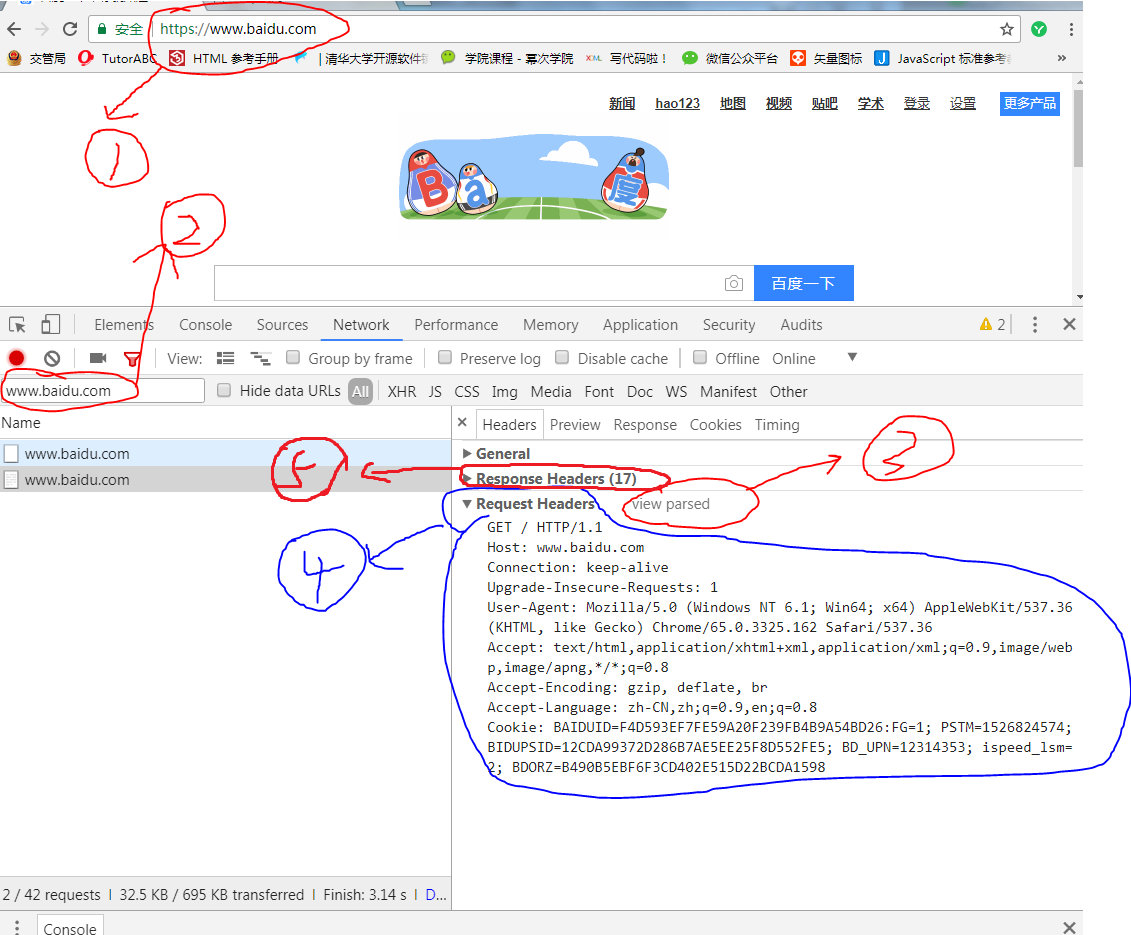 安全 https://www.baidu.com
交管局 TutorABC HTML 参考手册 清华大学开源软件 学院课程 - 幂次学院 XML 写代码啦！ 微信公众平台 矢量图标 J JavaScript 标准参考 »
新闻 hao123 地图 视频 贴吧 学术 登录 设置 更多产品
1
B a 度
2
百度一下
Elements Console Sources Network Performance Memory Application Security Audits 2
View: Group by frame Preserve log Disable cache Offline Online
www.baidu.com Hide data URLs All XHR JS CSS Img Media Font Doc WS Manifest Other
Name
Headers Preview Response Cookies Timing
3
www.baidu.com
General
5
www.baidu.com
Response Headers (17)
Request Headers view parsed
GET / HTTP/1.1
Host: www.baidu.com
4
Connection: keep-alive
Upgrade-Insecure-Requests: 1
User-Agent: Mozilla/5.0 (Windows NT 6.1; Win64; x64) AppleWebKit/537.36
(KHTML, like Gecko) Chrome/65.0.3325.162 Safari/537.36
Accept: text/html,application/xhtml+xml,application/xml;q=0.9,image/web
p,image/apng,*/*;q=0.8
Accept-Encoding: gzip, deflate, br
Accept-Language: zh-CN,zh;q=0.9,en;q=0.8
Cookie: BAIDUID=F4D593EF7FE59A20F239FB4B9A54BD26:FG=1; PSTM=1526824574;
BIDUPSID=12CDA99372D286B7AE5EE25F8D552FE5; BD_UPN=12314353; ispeed_lsm=
2; BDORZ=B490B5EBF6F3CD402E515D22BCDA1598
2 / 42 requests | 32.5 KB / 695 KB transferred | Finish: 3.14 s | D...
Console